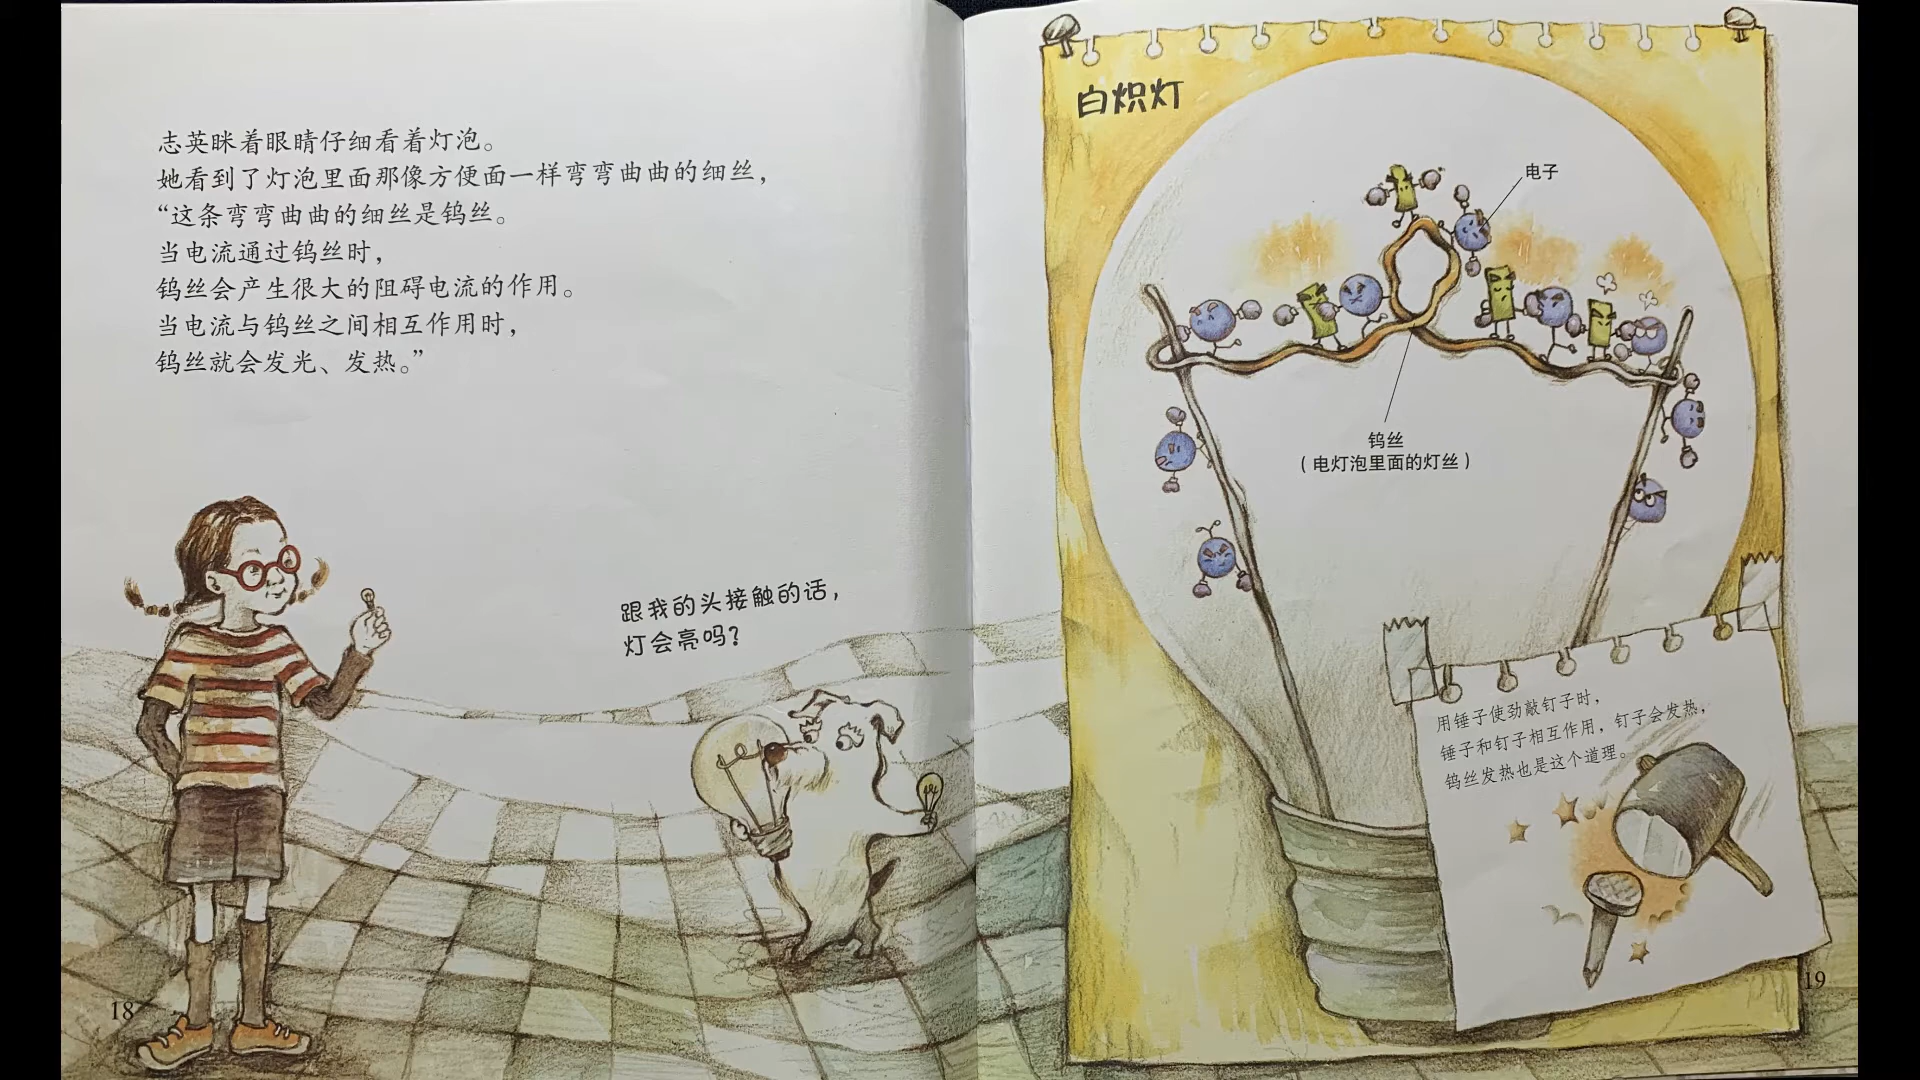 志英眯着眼睛仔细看着灯泡。
她看到了灯泡里面那像方便面一样弯弯曲曲的细丝，
“这条弯弯曲曲的细丝是钨丝。
当电流通过钨丝时，
钨丝会产生很大的阻碍电流的作用。
当电流与钨丝之间相互作用时，
钨丝就会发光、发热。”
跟我的头接触的话，
灯会亮吗？
18
白炽灯
电子
钨丝
（电灯泡里面的灯丝）
用锤子使劲敲钉子时，
锤子和钉子相互作用，钉子会发热，
钨丝发热也是这个道理。
19